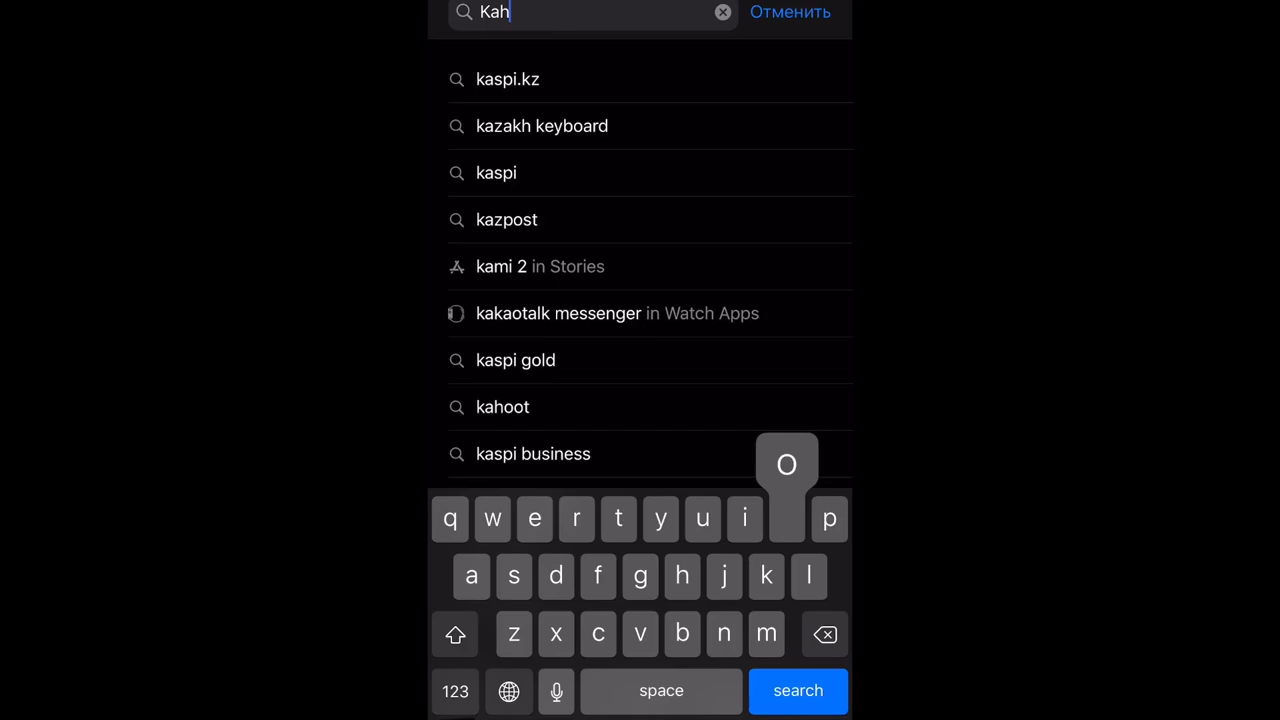 Kah Отменить
kaspi.kz
kazakh keyboard
kaspi
kazpost
kami 2 in Stories
kakaotalk messenger in Watch Apps
kaspi gold
kahoot
kaspi business
o
q w e r t y u i p
a s d f g h j k l
z x c v b n m
123 space search